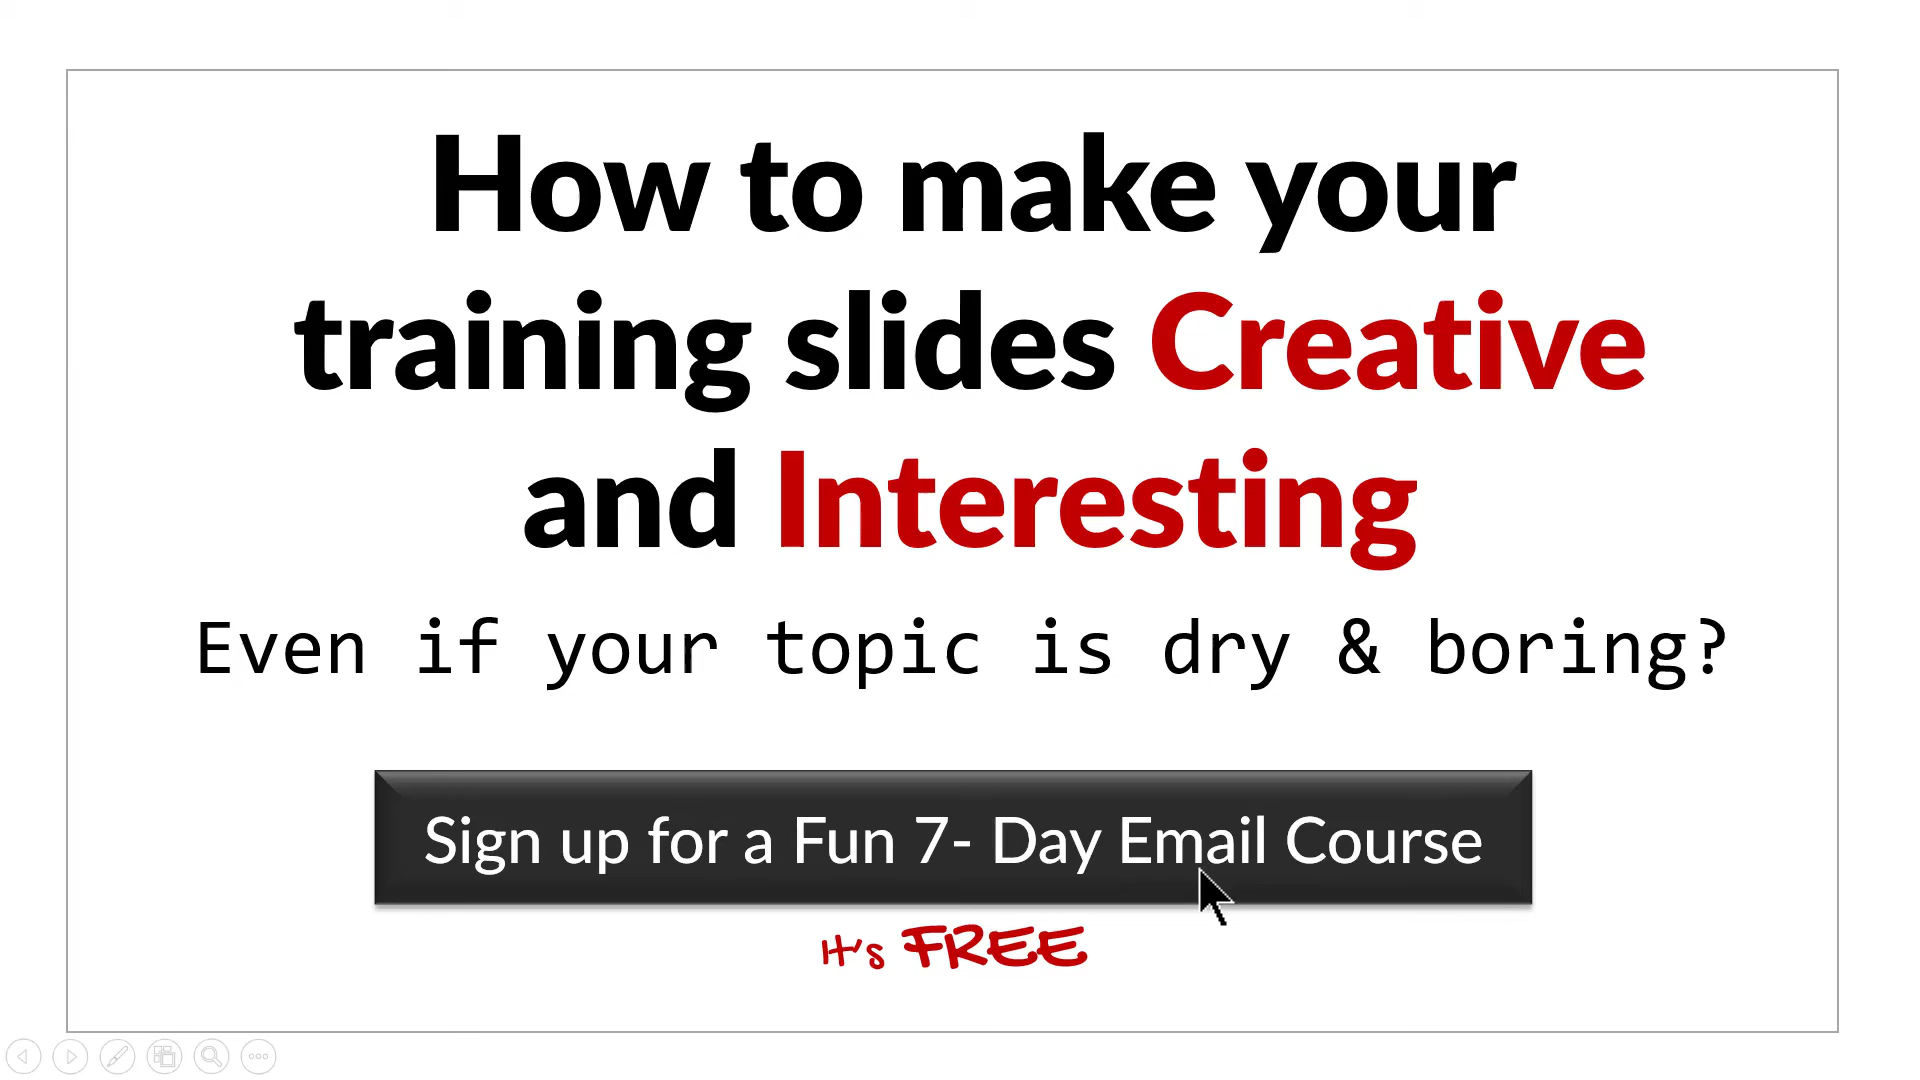 How to make your
training slides Creative
and Interesting
Even if your topic is dry & boring?
Sign up for a Fun 7- Day Email Course
It's FREE